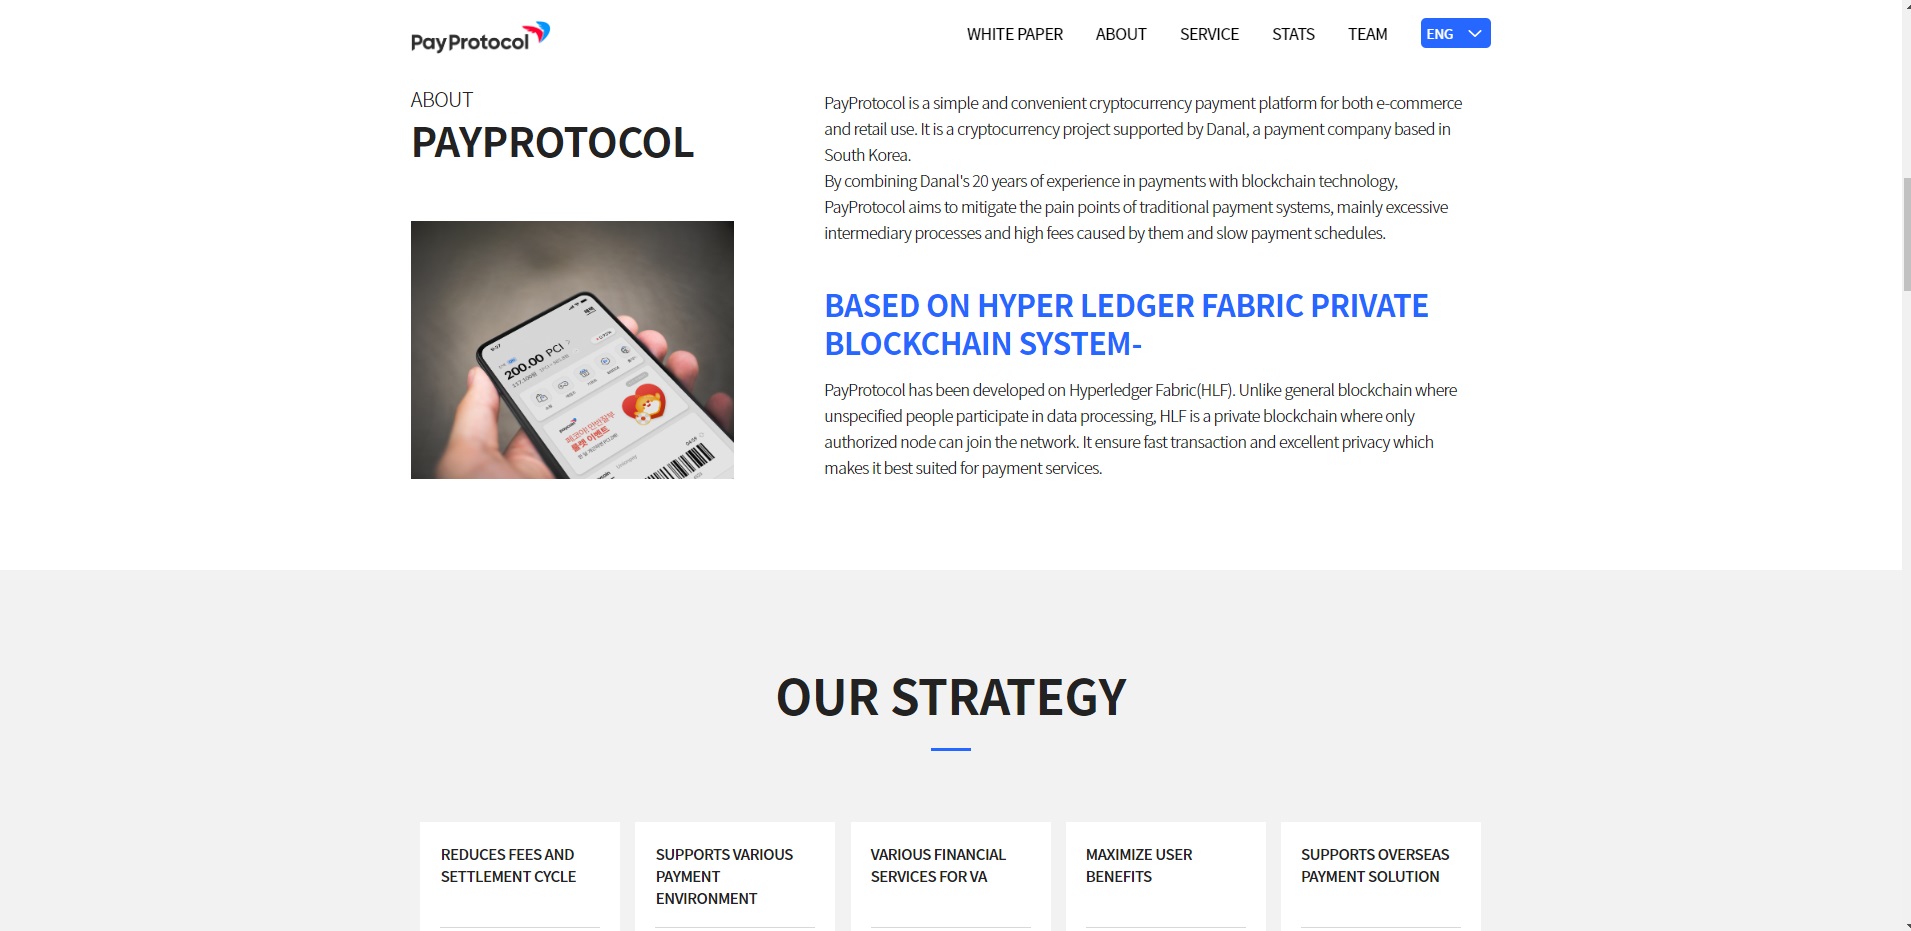 PayProtocol
WHITE PAPER
ABOUT
SERVICE
STATS
TEAM
ENG
ABOUT
PAYPROTOCOL
PayProtocol is a simple and convenient cryptocurrency payment platform for both e-commerce
and retail use. It is a cryptocurrency project supported by Danal, a payment company based in
South Korea.
By combining Danal's 20 years of experience in payments with blockchain technology,
PayProtocol aims to mitigate the pain points of traditional payment systems, mainly excessive
intermediary processes and high fees caused by them and slow payment schedules.
200.00 PCI
BASED ON HYPER LEDGER FABRIC PRIVATE
BLOCKCHAIN SYSTEM-
PayProtocol has been developed on Hyperledger Fabric(HLF). Unlike general blockchain where
unspecified people participate in data processing, HLF is a private blockchain where only
authorized node can join the network. It ensure fast transaction and excellent privacy which
makes it best suited for payment services.
OUR STRATEGY
REDUCES FEES AND
SETTLEMENT CYCLE
SUPPORTS VARIOUS
PAYMENT
ENVIRONMENT
VARIOUS FINANCIAL
SERVICES FOR VA
MAXIMIZE USER
BENEFITS
SUPPORTS OVERSEAS
PAYMENT SOLUTION